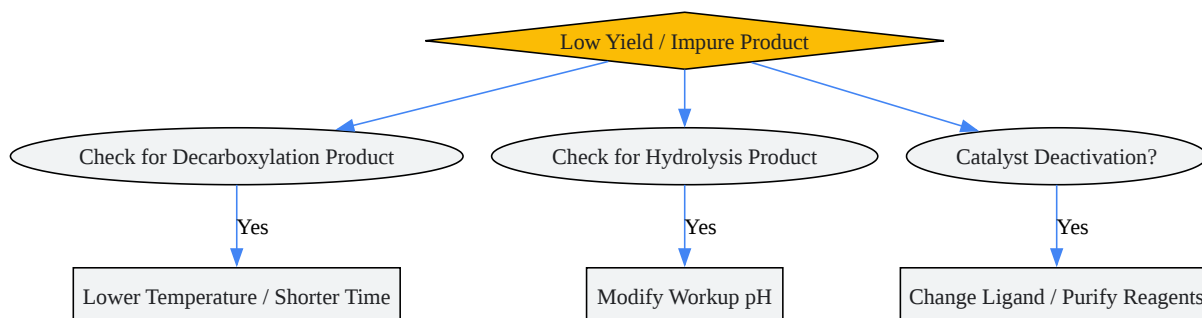 Low Yield / Impure Product
Check for Decarboxylation Product
Check for Hydrolysis Product
Catalyst Deactivation?
Yes
Yes
Yes
Lower Temperature / Shorter Time
Modify Workup pH
Change Ligand / Purify Reagents